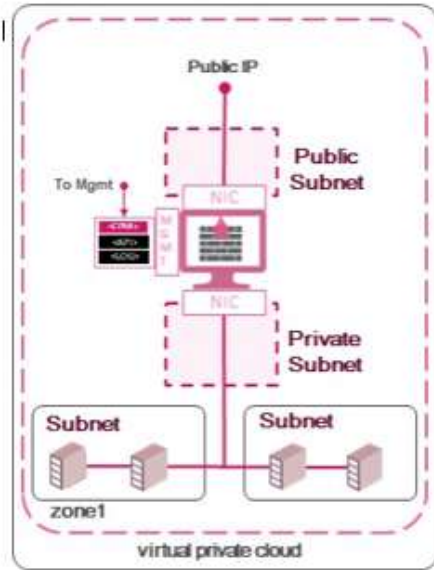 Public IP
Public
Subnet
NIC
To Mgmt
M
G
M
T
NIC
Private
Subnet
Subnet
Subnet
zone1
virtual private cloud